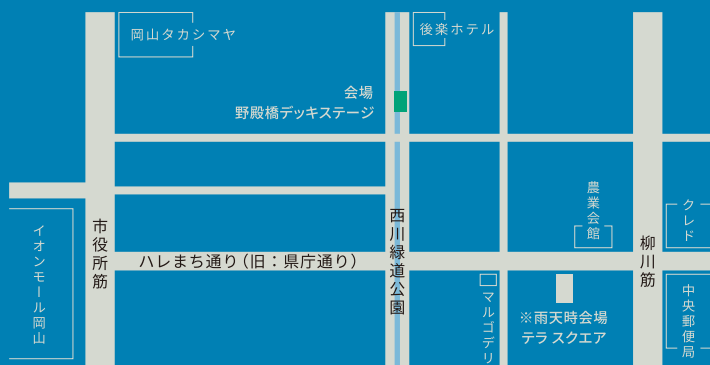 岡山タカシマヤ
後楽ホテル
会場
野殿橋デッキステージ
農業会館
クレド
イオンモール岡山
市役所筋
西川緑道公園
柳川筋
ハレまち通り（旧：県庁通り）
マルゴデリ
※雨天時会場
テラ スクエア
中央郵便局